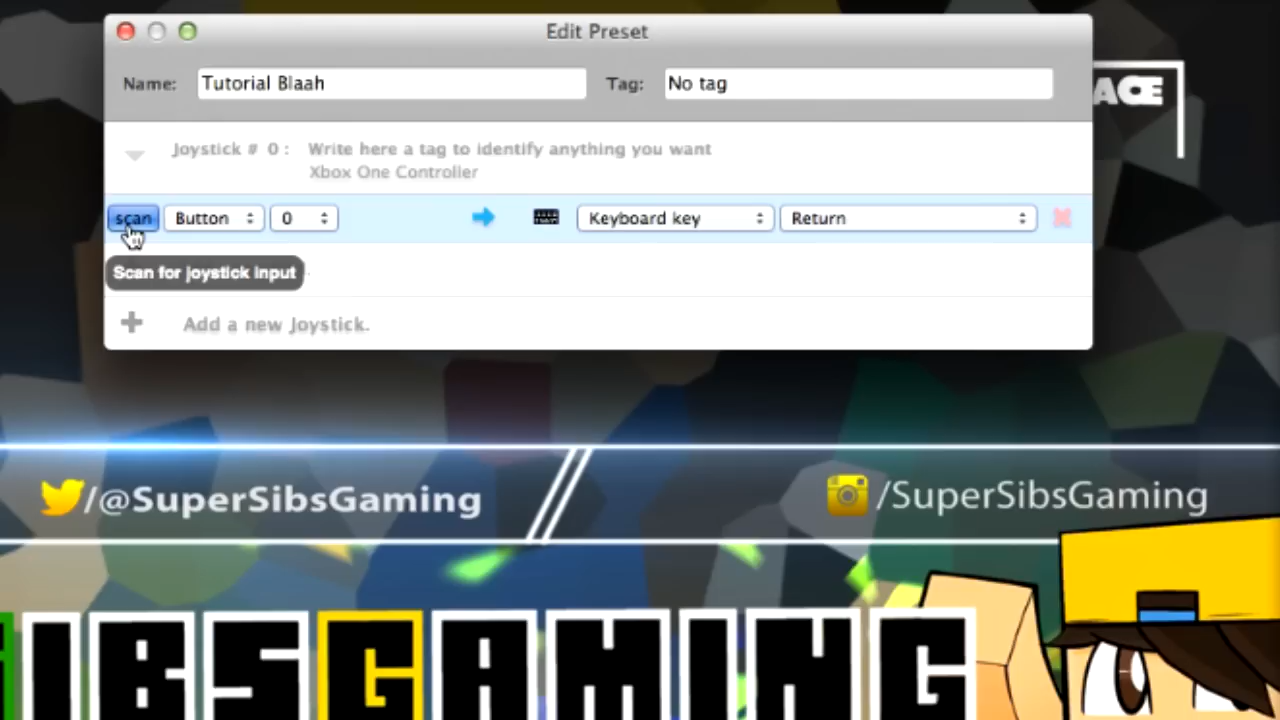 Edit Preset
Name: Tutorial Blaah Tag: No tag
ACE
Joystick # 0 : Write here a tag to identify anything you want
Xbox One Controller
scan Button 0 Keyboard key Return
Scan for joystick input
Add a new Joystick.
/@SuperSibsGaming /SuperSibsGaming
IBSGAMING